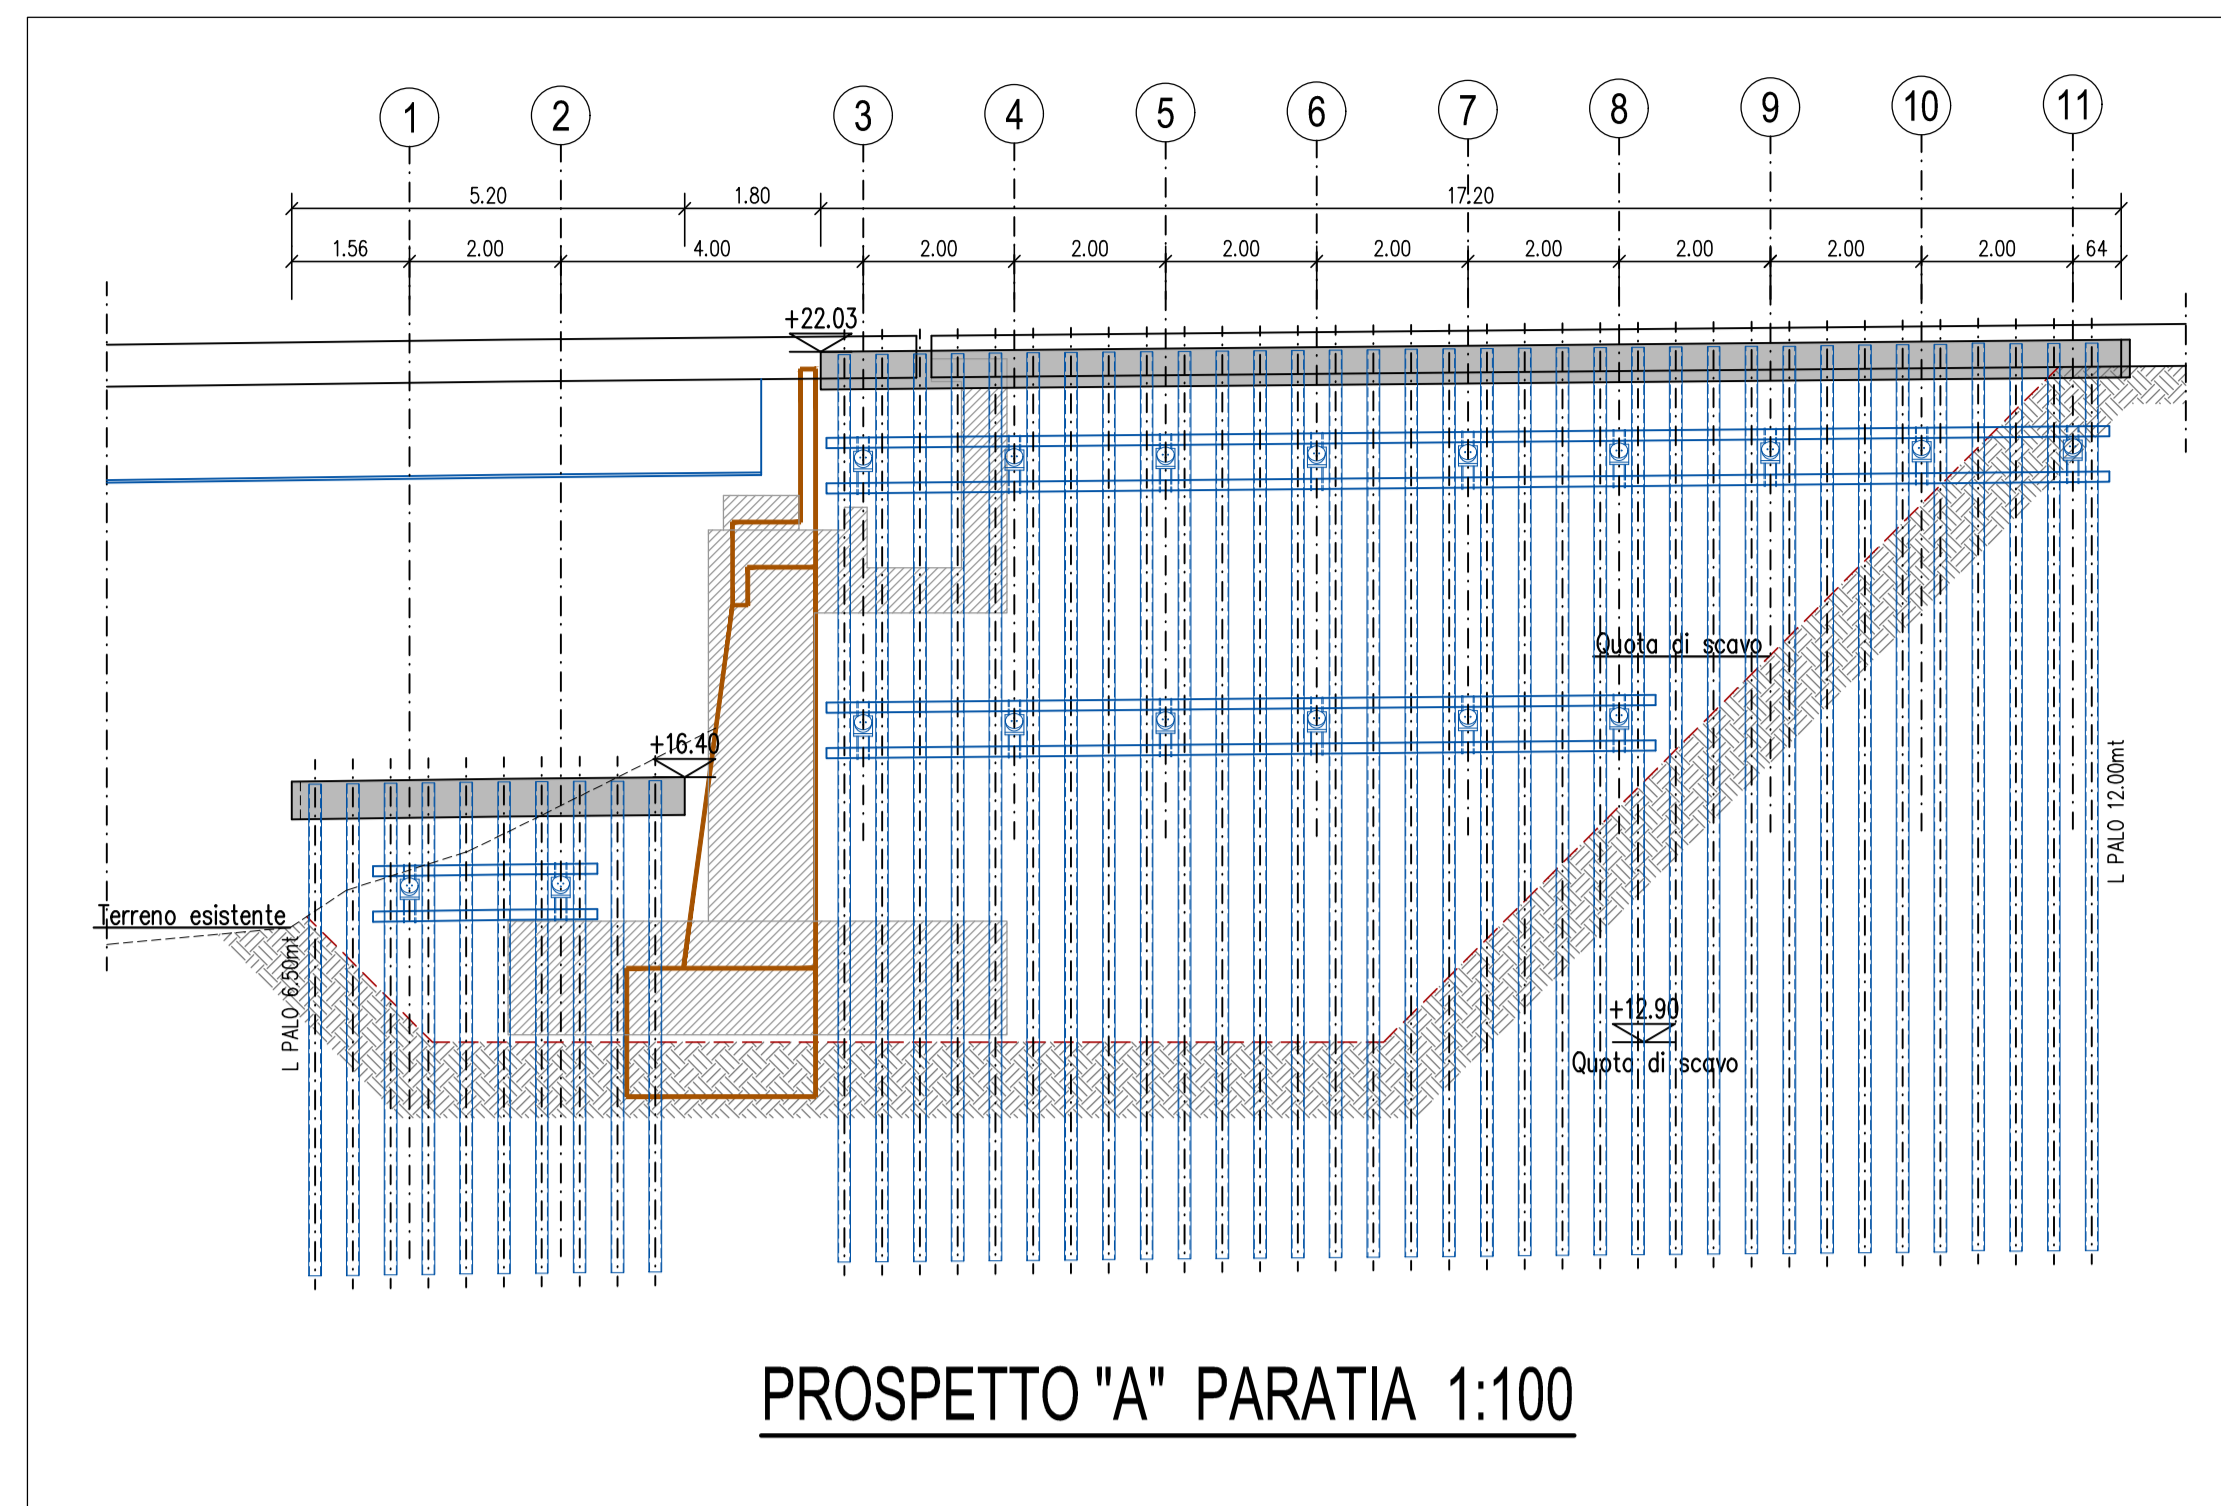 1 2 3 4 5 6 7 8 9 10 11
5.20 1.80 17.20
1.56 2.00 4.00 2.00 2.00 2.00 2.00 2.00 2.00 2.00 2.00 64
+22.03
Quota di scavo
+16.40
L PALO 12.00mt
Terreno esistente
L PALO 6.50mt
+12.90
Quota di scavo
PROSPETTO "A" PARATIA 1:100